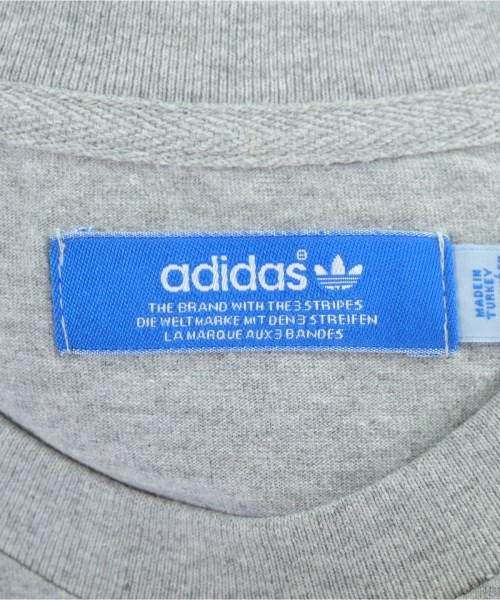 adidas®
THE BRAND WITH THE 3 STRIPES
DIE WELTMARKE MIT DEN 3 STREIFEN
LA MARQUE AUX 3 BANDES
MADE IN
TURKEY